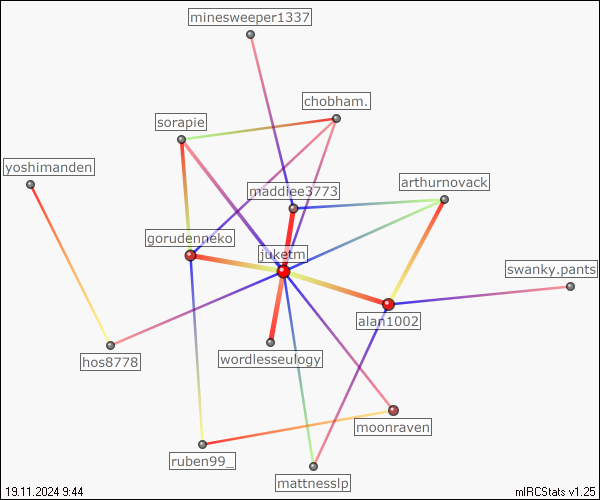 minesweeper1337
chobham.
sorapie
yoshimanden
arthurnovack
maddiee3773
gorudenneko
juketm
swanky.pants
alan1002
wordlesseulogy
hos8778
moonraven
ruben99_
mattnesslp
19.11.2024 9:44
mIRCStats v1.25